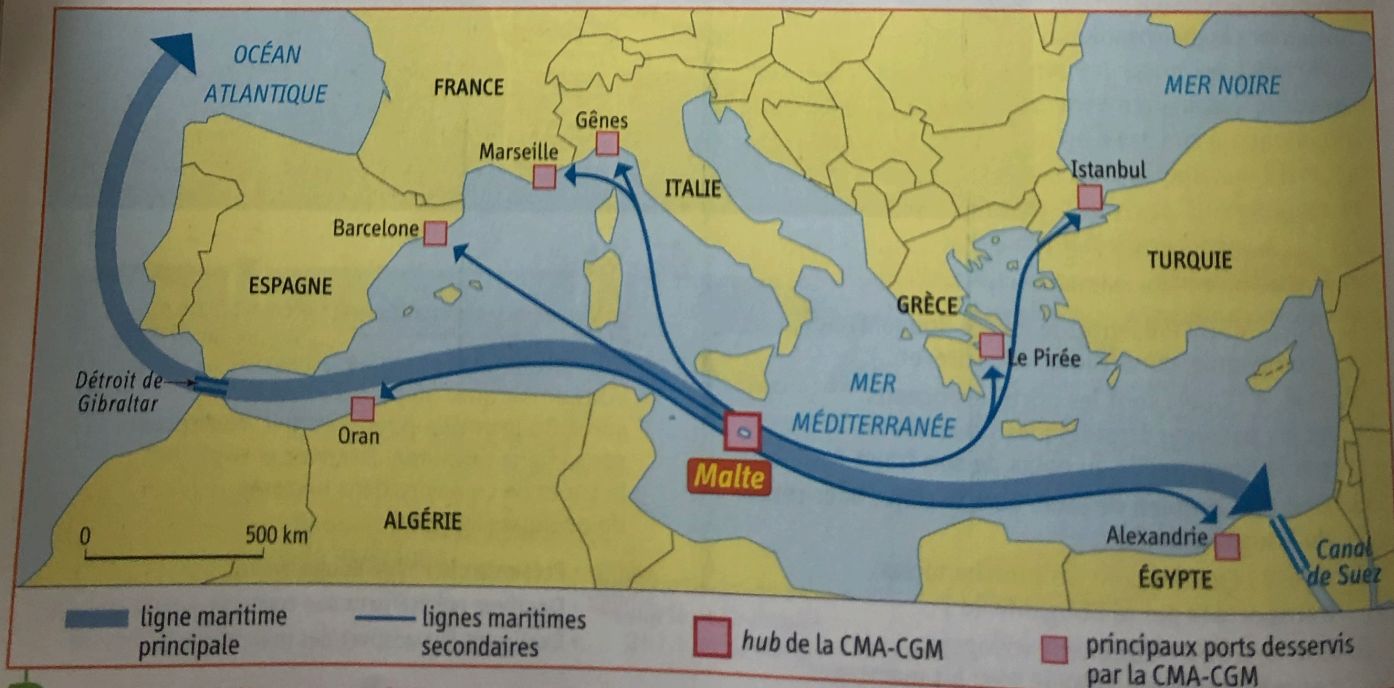 OCÉAN
ATLANTIQUE
FRANCE
MER NOIRE
Gênes
Marseille
Istanbul
ITALIE
Barcelone
ESPAGNE
TURQUIE
GRÈCE
Le Pirée
Détroit de
Gibraltar
MER
MÉDITERRANÉE
Oran
Malte
0 500 km
ALGÉRIE
Alexandrie
ÉGYPTE
Canal
de Suez
ligne maritime
principale
lignes maritimes
secondaires
hub de la CMA-CGM
principaux ports desservis
par la CMA-CGM